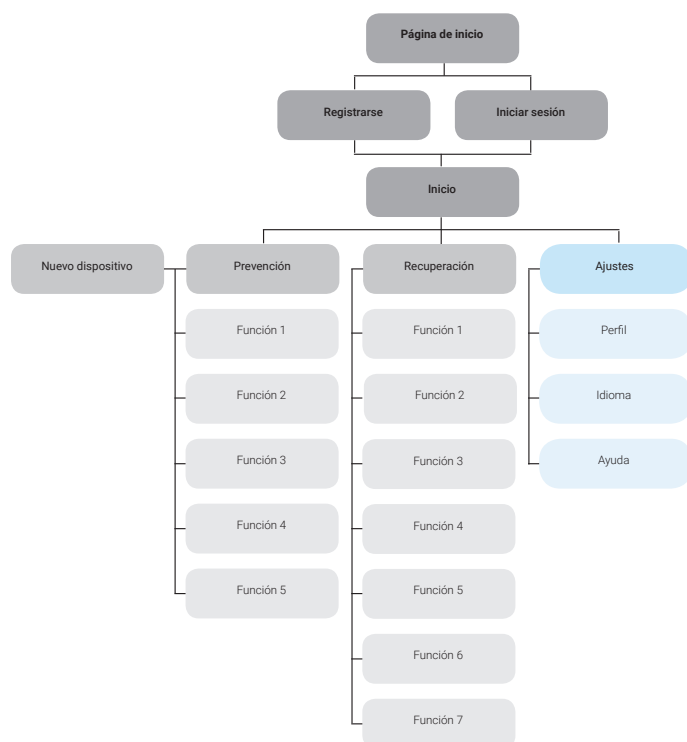 Página de inicio
Registrarse
Iniciar sesión
Inicio
Nuevo dispositivo
Prevención
Recuperación
Ajustes
Función 1
Función 1
Perfil
Función 2
Función 2
Idioma
Función 3
Función 3
Ayuda
Función 4
Función 4
Función 5
Función 5
Función 6
Función 7